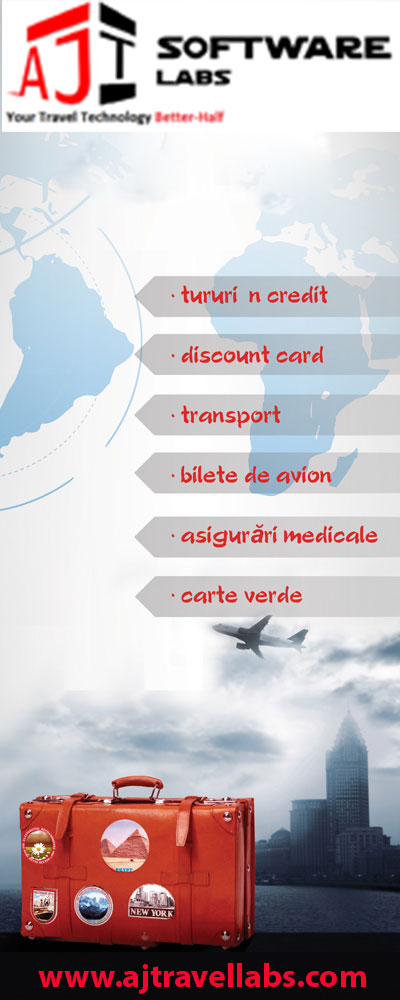 AJT SOFTWARE
LABS
Your Travel Technology Better-Half
· tururi n credit
· discount card
· transport
· bilete de avion
· asigurări medicale
· carte verde
EGIPT
NEW YORK
www.ajtravellabs.com